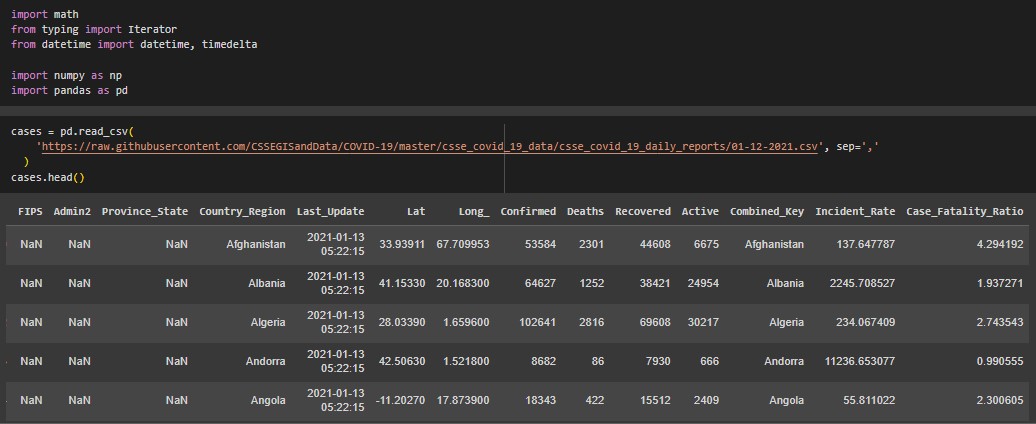 import math
from typing import Iterator
from datetime import datetime, timedelta
import numpy as np
import pandas as pd
cases = pd.read_csv(
'https://raw.githubusercontent.com/CSSEGISandData/COVID-19/master/csse_covid_19_data/csse_covid_19_daily_reports/01-12-2021.csv', sep=','
)
cases.head()
FIPS Admin2 Province_State Country_Region Last_Update Lat Long_ Confirmed Deaths Recovered Active Combined_Key Incident_Rate Case_Fatality_Ratio
NaN NaN NaN Afghanistan 2021-01-13 05:22:15 33.93911 67.709953 53584 2301 44608 6675 Afghanistan 137.647787 4.294192
NaN NaN NaN Albania 2021-01-13 05:22:15 41.15330 20.168300 64627 1252 38421 24954 Albania 2245.708527 1.937271
NaN NaN NaN Algeria 2021-01-13 05:22:15 28.03390 1.659600 102641 2816 69608 30217 Algeria 234.067409 2.743543
NaN NaN NaN Andorra 2021-01-13 05:22:15 42.50630 1.521800 8682 86 7930 666 Andorra 11236.653077 0.990555
NaN NaN NaN Angola 2021-01-13 05:22:15 -11.20270 17.873900 18343 422 15512 2409 Angola 55.811022 2.300605